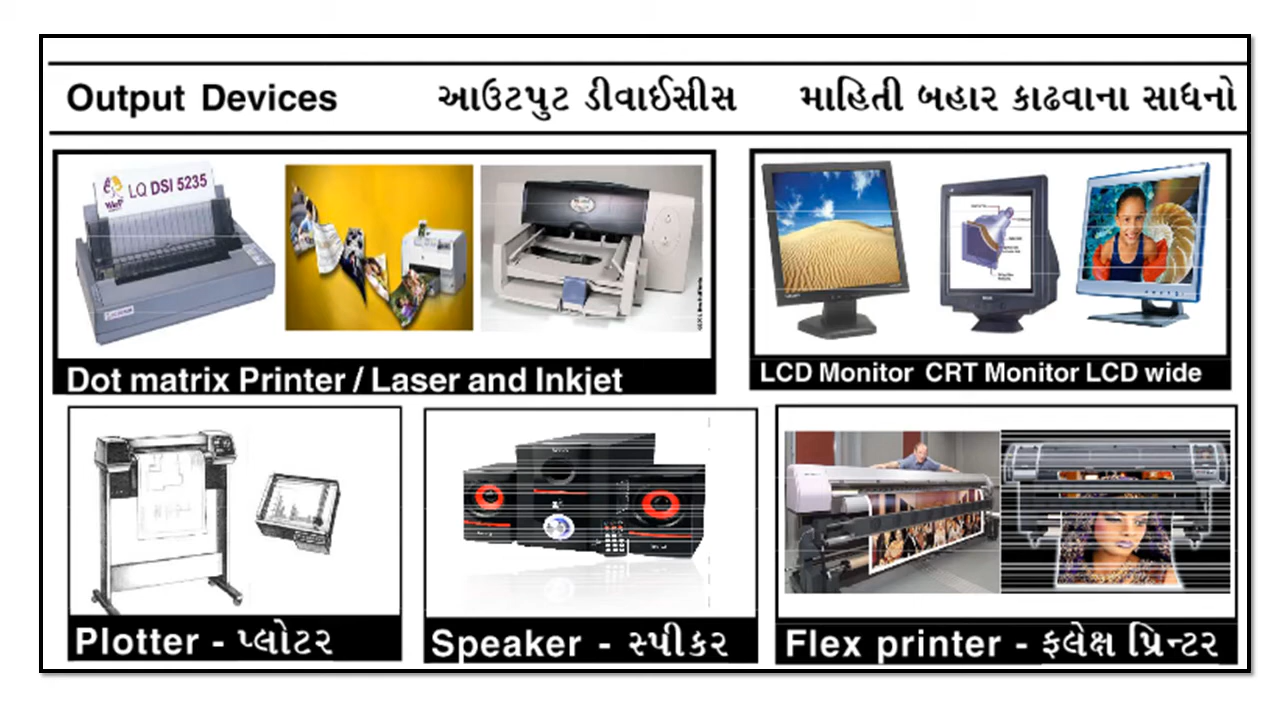 Output Devices આઉટપુટ ડીવાઈસીસ માહિતી બહાર કાઢવાના સાધનો
LQ DSI 5235
Dot matrix Printer / Laser and Inkjet
LCD Monitor CRT Monitor LCD wide
Plotter - પ્લોટર
Speaker - સ્પીકર
Flex printer - ફલેક્ષ પ્રિન્ટર